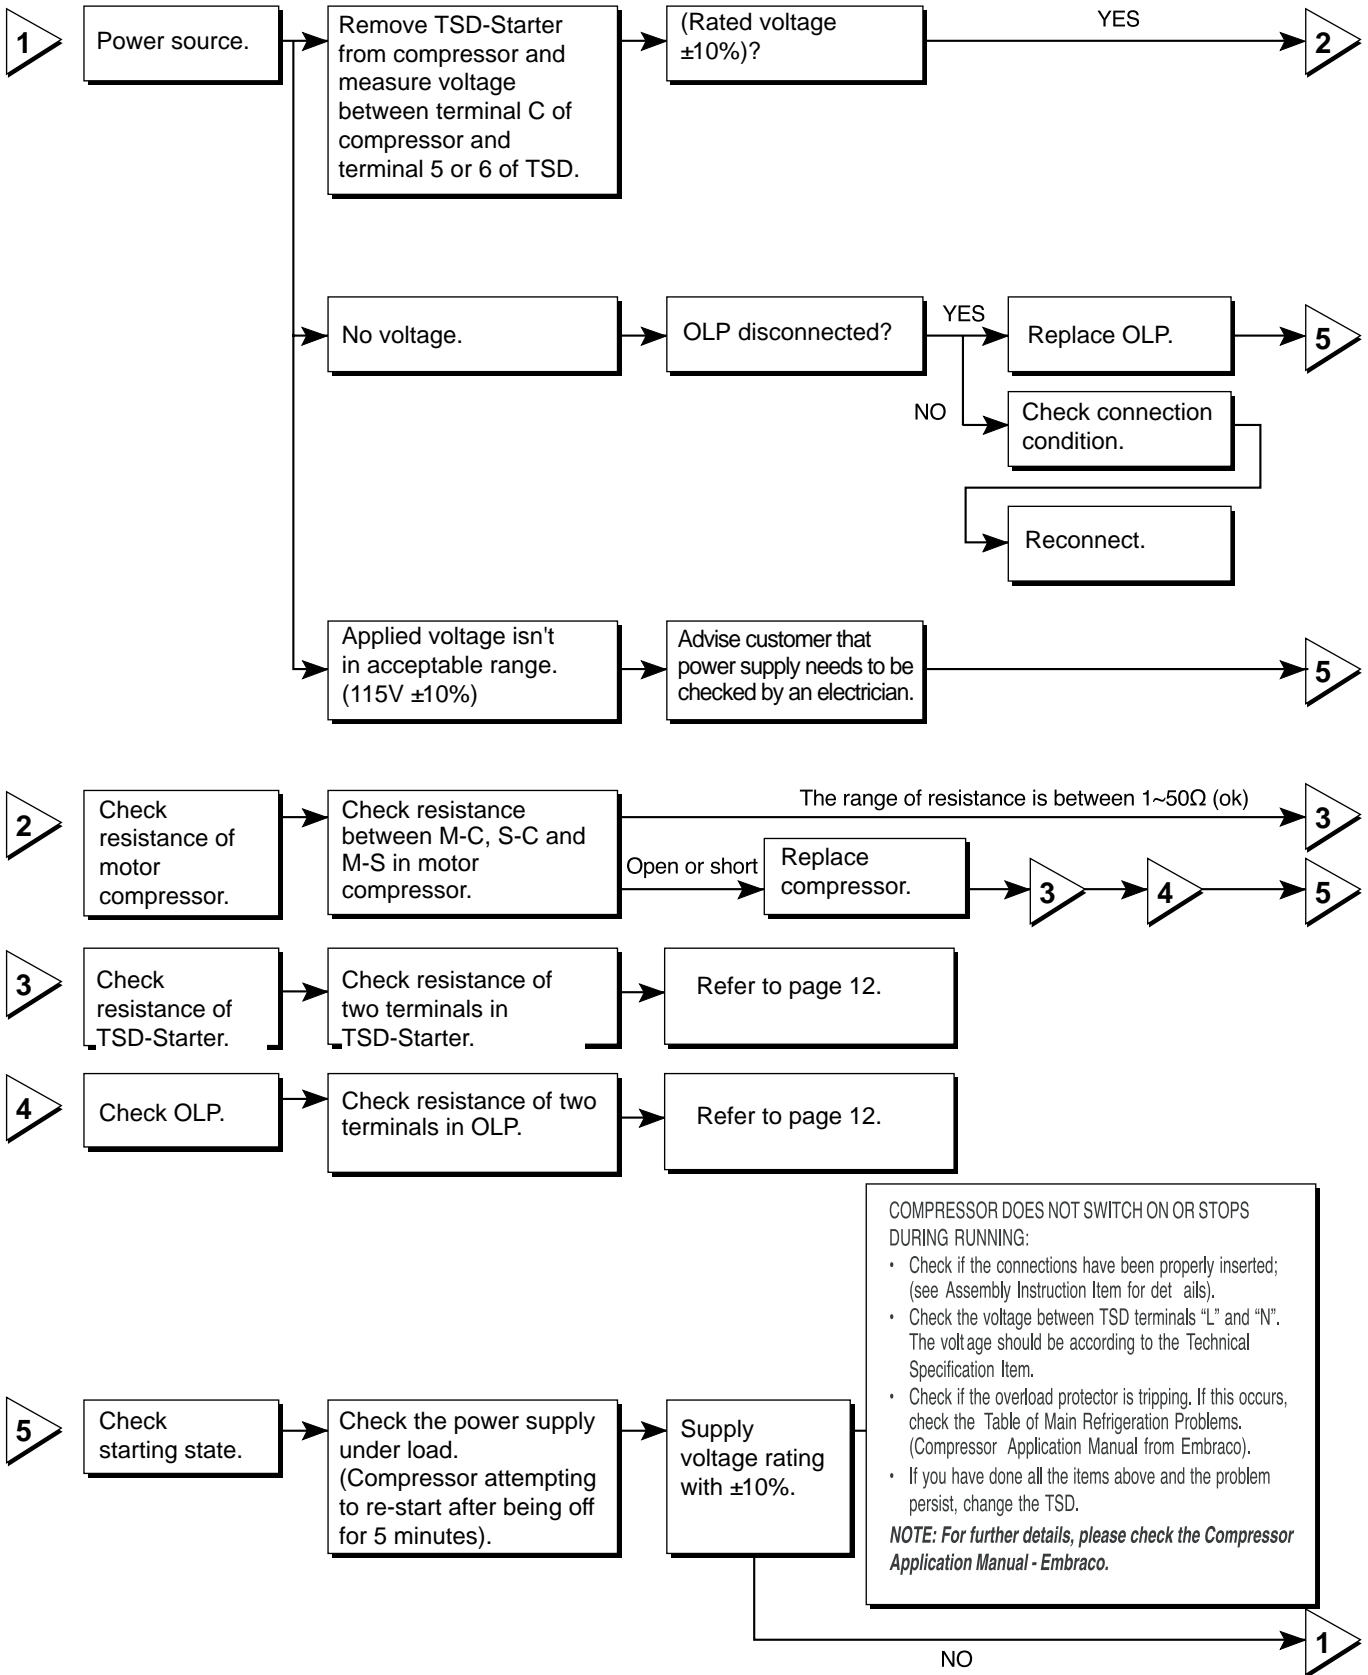 1
Power source.
Remove TSD-Starter
from compressor and
measure voltage
between terminal C of
compressor and
terminal 5 or 6 of TSD.
(Rated voltage
±10%)?
YES
2
No voltage.
OLP disconnected?
YES
Replace OLP.
5
NO
Check connection
condition.
Reconnect.
Applied voltage isn't
in acceptable range.
(115V ±10%)
Advise customer that
power supply needs to be
checked by an electrician.
5
2
Check
resistance of
motor
compressor.
Check resistance
between M-C, S-C and
M-S in motor
compressor.
The range of resistance is between 1~50Ω (ok)
3
Open or short
Replace
compressor.
3
4
5
3
Check
resistance of
TSD-Starter.
Check resistance of
two terminals in
TSD-Starter.
Refer to page 12.
4
Check OLP.
Check resistance of two
terminals in OLP.
Refer to page 12.
5
Check
starting state.
Check the power supply
under load.
(Compressor attempting
to re-start after being off
for 5 minutes).
Supply
voltage rating
with ±10%.
COMPRESSOR DOES NOT SWITCH ON OR STOPS
DURING RUNNING:
• Check if the connections have been properly inserted;
(see Assembly Instruction Item for det ails).
• Check the voltage between TSD terminals “L” and “N”.
The volt age should be according to the Technical
Specification Item.
• Check if the overload protector is tripping. If this occurs,
check the Table of Main Refrigeration Problems.
(Compressor Application Manual from Embraco).
• If you have done all the items above and the problem
persist, change the TSD.
NOTE: For further details, please check the Compressor
Application Manual - Embraco.
NO
1